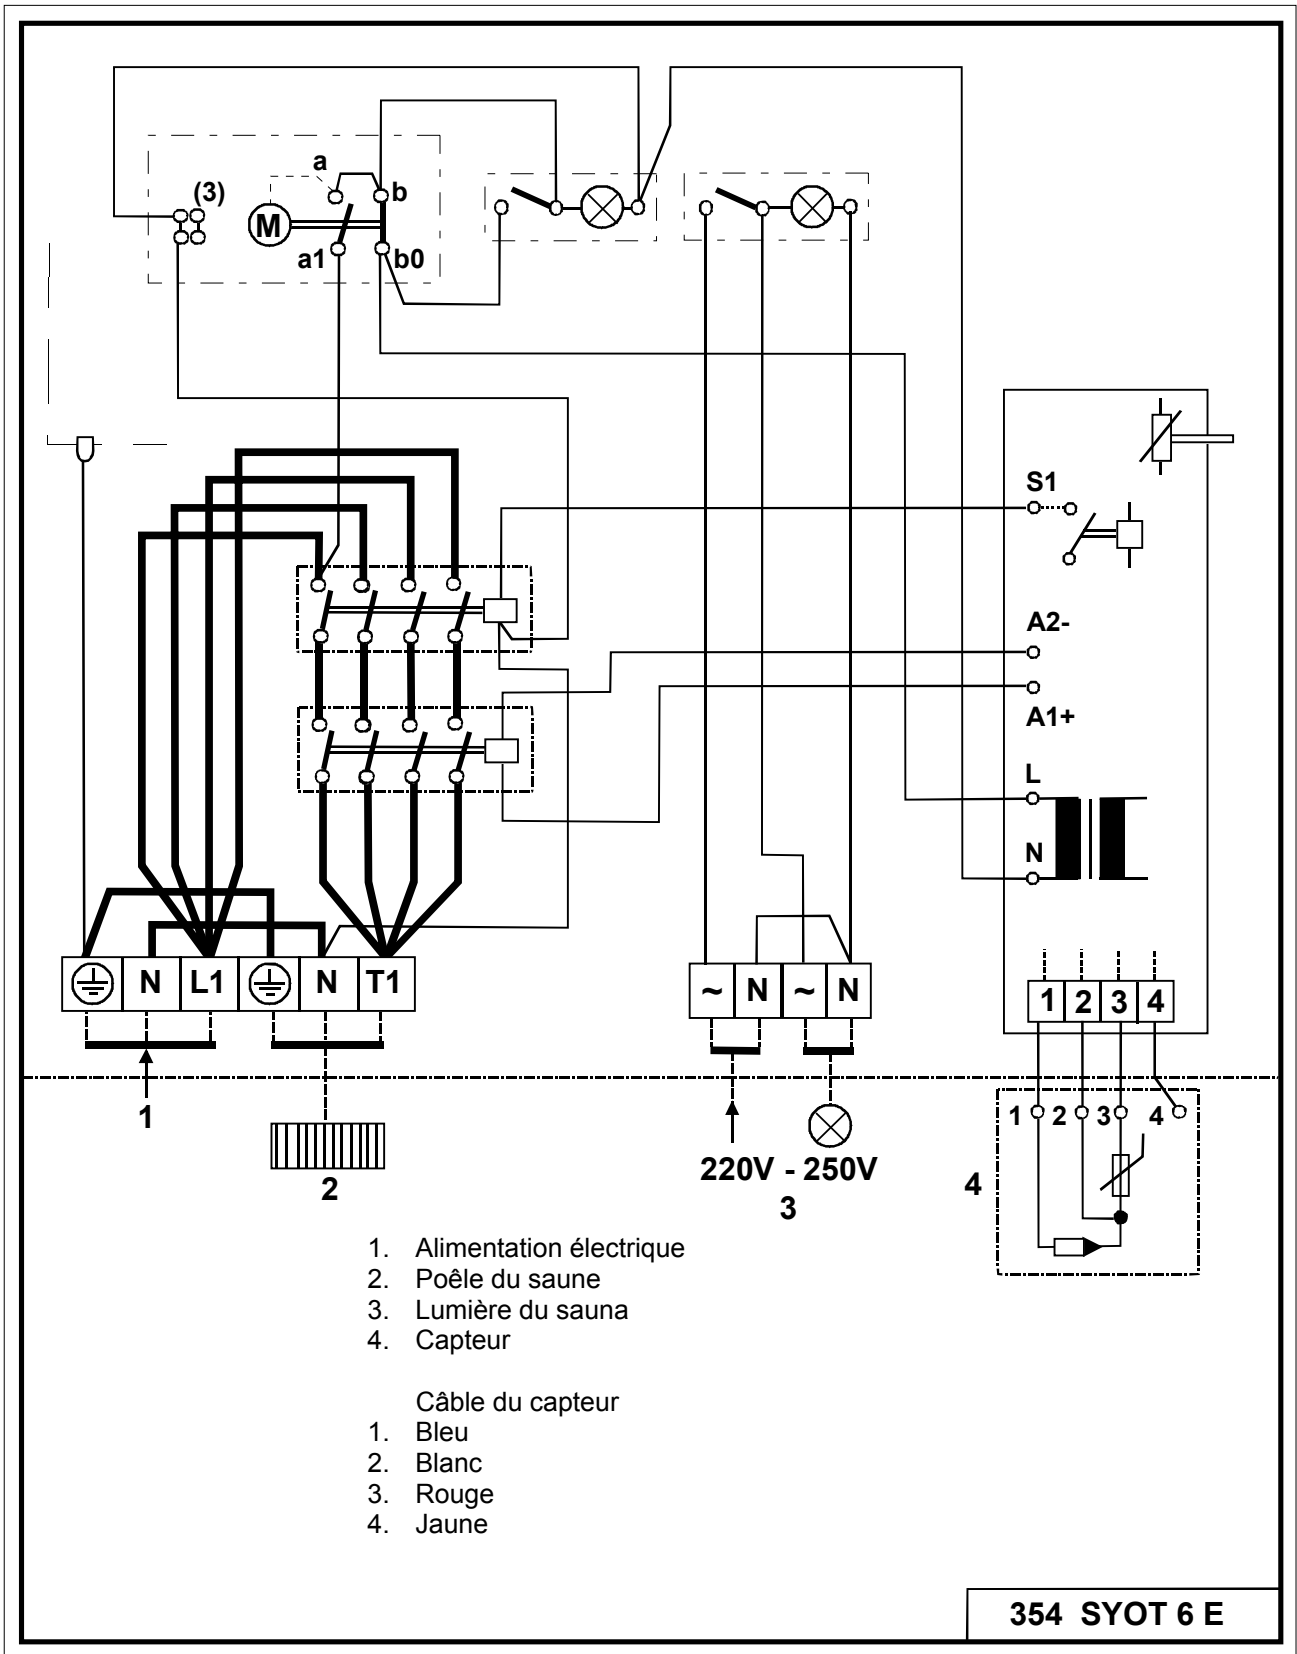 a
(3)
b
M
a1
b0
S1
A2-
A1+
L
N
N
L1
N
T1
~
N
~
N
1
2
3
4
1
2
3
4
1
220V - 250V
3
4
2
1. Alimentation électrique
2. Poêle du saune
3. Lumière du sauna
4. Capteur
Câble du capteur
1. Bleu
2. Blanc
3. Rouge
4. Jaune
354 SYOT 6 E